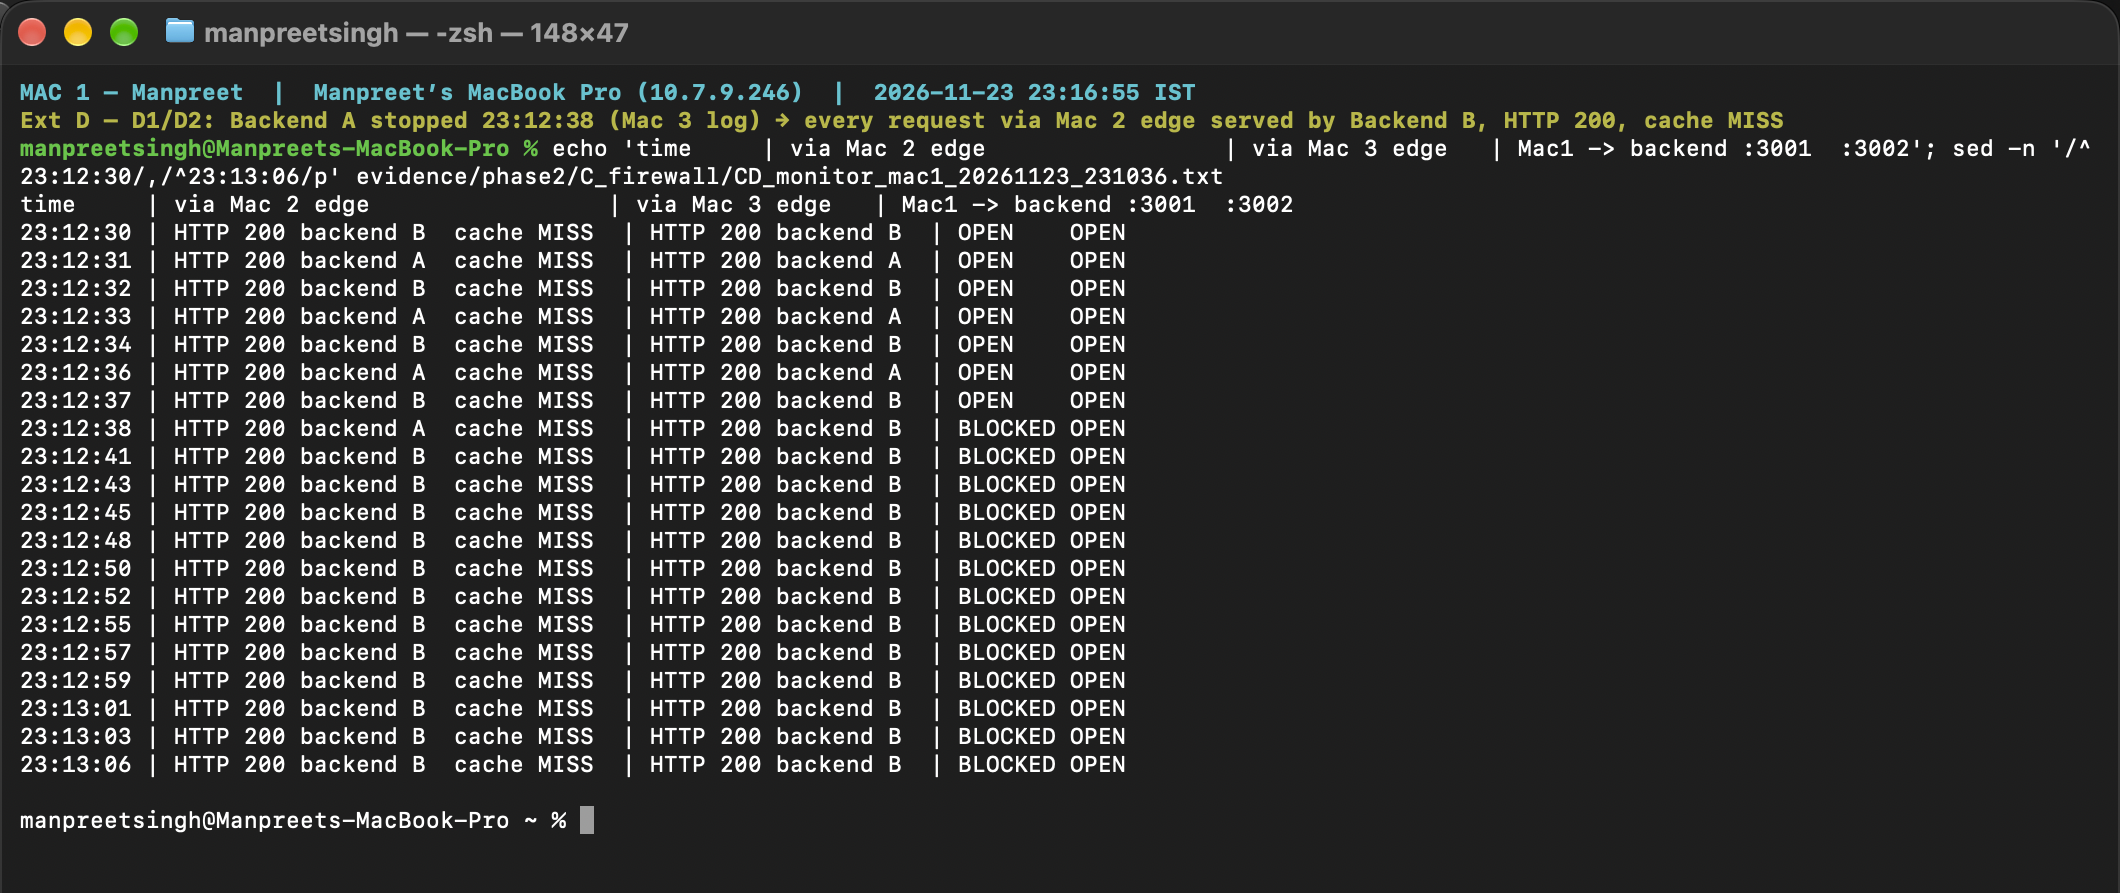 manpreetsingh — -zsh — 148×47
MAC 1 — Manpreet  |  Manpreet’s MacBook Pro (10.7.9.246)  |  2026-11-23 23:16:55 IST
Ext D — D1/D2: Backend A stopped 23:12:38 (Mac 3 log) → every request via Mac 2 edge served by Backend B, HTTP 200, cache MISS
manpreetsingh@Manpreets-MacBook-Pro % echo 'time     | via Mac 2 edge                 | via Mac 3 edge   | Mac1 -> backend :3001  :3002'; sed -n '/^
23:12:30/,/^23:13:06/p' evidence/phase2/C_firewall/CD_monitor_mac1_20261123_231036.txt
time     | via Mac 2 edge                 | via Mac 3 edge   | Mac1 -> backend :3001  :3002
23:12:30 | HTTP 200 backend B  cache MISS  | HTTP 200 backend B  | OPEN    OPEN
23:12:31 | HTTP 200 backend A  cache MISS  | HTTP 200 backend A  | OPEN    OPEN
23:12:32 | HTTP 200 backend B  cache MISS  | HTTP 200 backend B  | OPEN    OPEN
23:12:33 | HTTP 200 backend A  cache MISS  | HTTP 200 backend A  | OPEN    OPEN
23:12:34 | HTTP 200 backend B  cache MISS  | HTTP 200 backend B  | OPEN    OPEN
23:12:36 | HTTP 200 backend A  cache MISS  | HTTP 200 backend A  | OPEN    OPEN
23:12:37 | HTTP 200 backend B  cache MISS  | HTTP 200 backend B  | OPEN    OPEN
23:12:38 | HTTP 200 backend A  cache MISS  | HTTP 200 backend B  | BLOCKED OPEN
23:12:41 | HTTP 200 backend B  cache MISS  | HTTP 200 backend B  | BLOCKED OPEN
23:12:43 | HTTP 200 backend B  cache MISS  | HTTP 200 backend B  | BLOCKED OPEN
23:12:45 | HTTP 200 backend B  cache MISS  | HTTP 200 backend B  | BLOCKED OPEN
23:12:48 | HTTP 200 backend B  cache MISS  | HTTP 200 backend B  | BLOCKED OPEN
23:12:50 | HTTP 200 backend B  cache MISS  | HTTP 200 backend B  | BLOCKED OPEN
23:12:52 | HTTP 200 backend B  cache MISS  | HTTP 200 backend B  | BLOCKED OPEN
23:12:55 | HTTP 200 backend B  cache MISS  | HTTP 200 backend B  | BLOCKED OPEN
23:12:57 | HTTP 200 backend B  cache MISS  | HTTP 200 backend B  | BLOCKED OPEN
23:12:59 | HTTP 200 backend B  cache MISS  | HTTP 200 backend B  | BLOCKED OPEN
23:13:01 | HTTP 200 backend B  cache MISS  | HTTP 200 backend B  | BLOCKED OPEN
23:13:03 | HTTP 200 backend B  cache MISS  | HTTP 200 backend B  | BLOCKED OPEN
23:13:06 | HTTP 200 backend B  cache MISS  | HTTP 200 backend B  | BLOCKED OPEN
manpreetsingh@Manpreets-MacBook-Pro ~ %